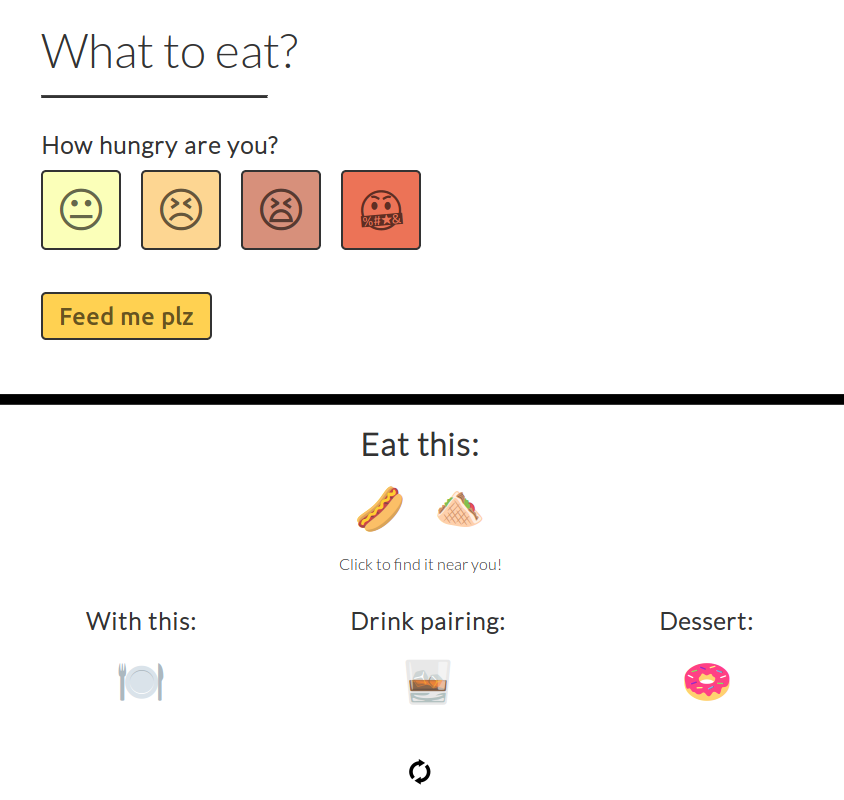 What to eat?
How hungry are you?
%#★&
Feed me plz
Eat this:
Click to find it near you!
With this:
Drink pairing:
Dessert: